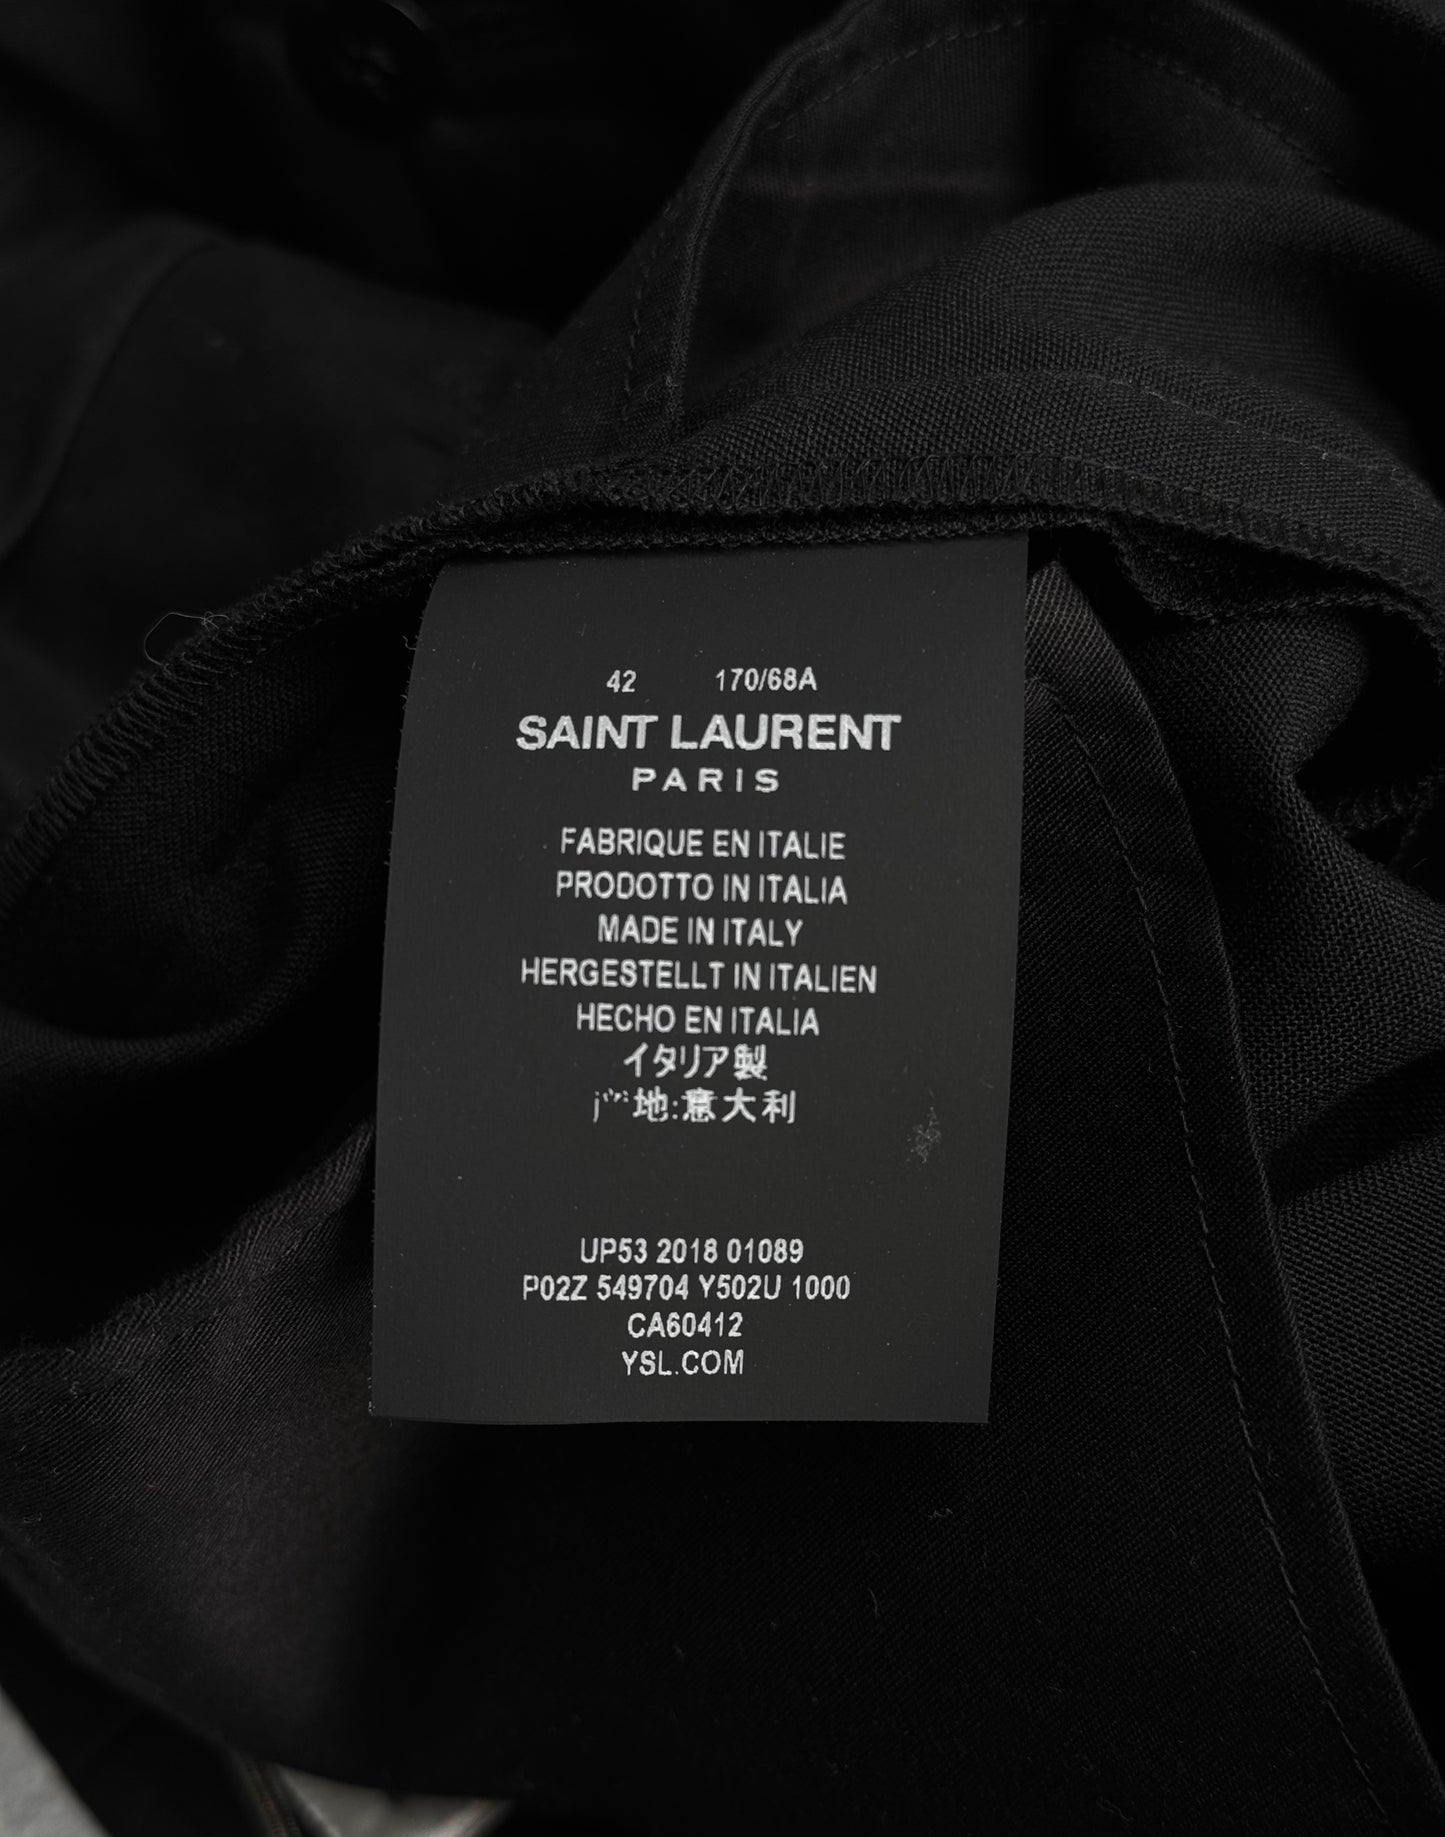 42 170/68A
SAINT LAURENT
PARIS
FABRIQUE EN ITALIE
PRODOTTO IN ITALIA
MADE IN ITALY
HERGESTELLT IN ITALIEN
HECHO EN ITALIA
イタリア製
地:意大利
UP53 2018 01089
P02Z 549704 Y502U 1000
CA60412
YSL.COM